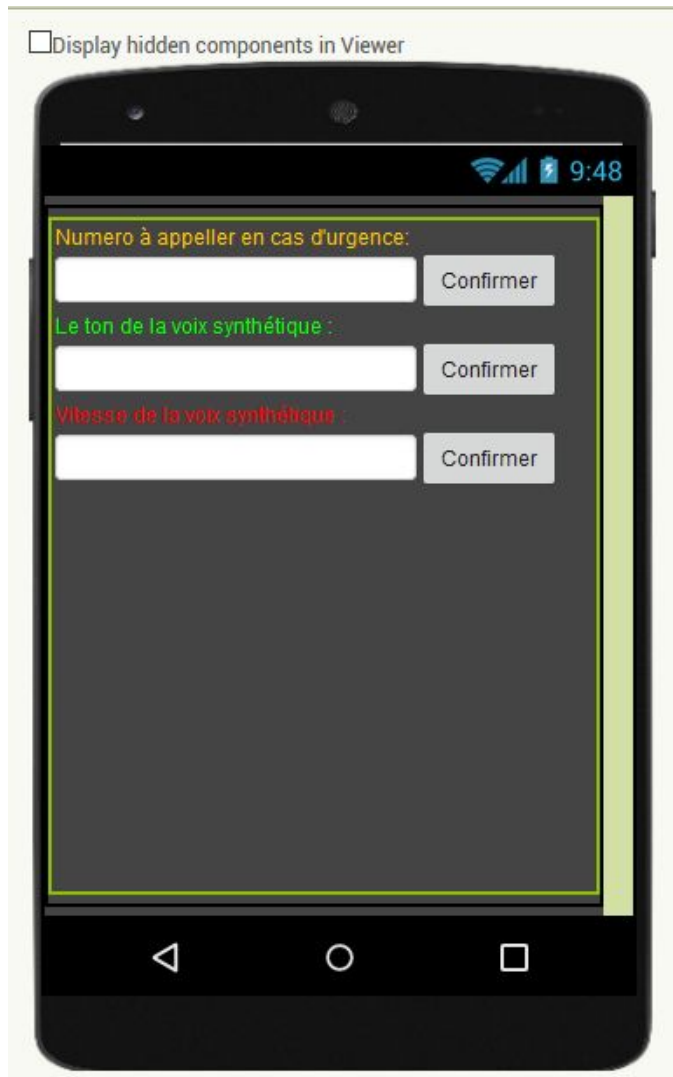 Display hidden components in Viewer
9:48
Numero à appeller en cas d'urgence:
Confirmer
Le ton de la voix synthétique :
Confirmer
Vitesse de la voix synthétique :
Confirmer